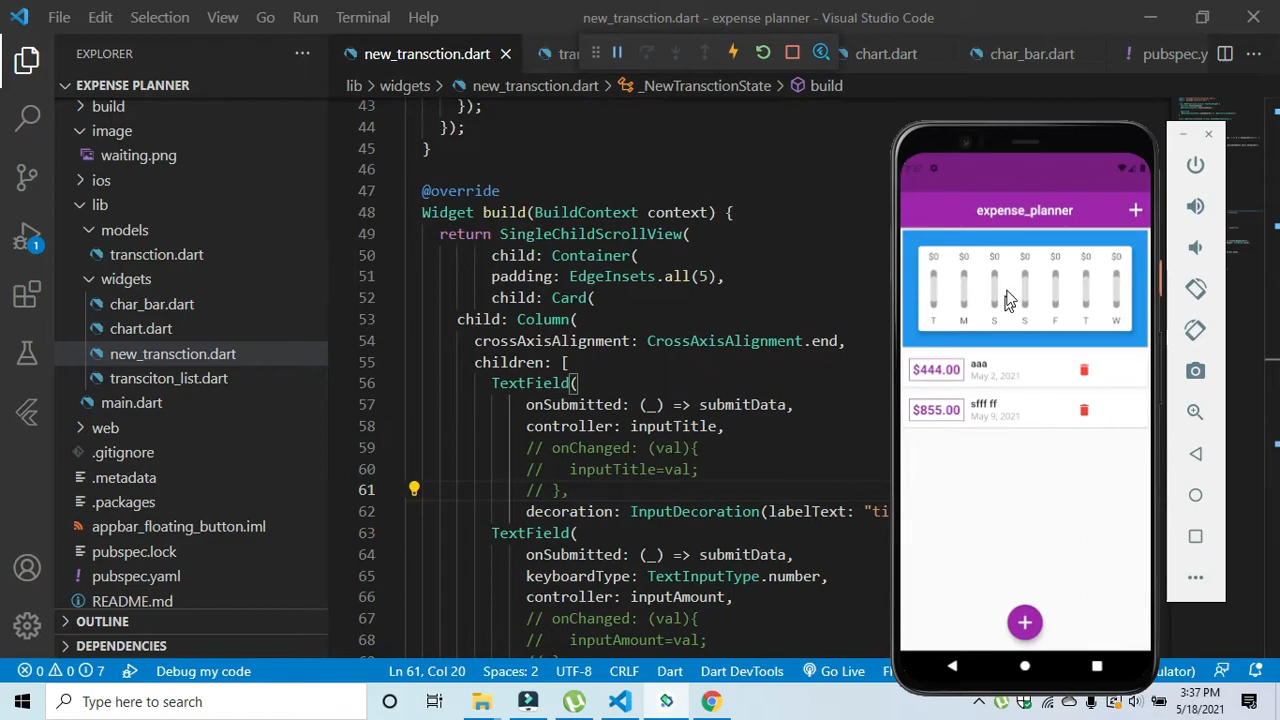 File Edit Selection View Go Run Terminal Help
new_transction.dart - expense planner - Visual Studio Code
EXPLORER
new_transction.dart
tra
chart.dart
char_bar.dart
pubspec.y
EXPENSE PLANNER
lib > widgets > new_transction.dart > _NewTransctionState > build
build
image
waiting.png
ios
lib
models
transction.dart
widgets
char_bar.dart
chart.dart
new_transction.dart
transciton_list.dart
main.dart
web
.gitignore
.metadata
.packages
appbar_floating_button.iml
pubspec.lock
pubspec.yaml
README.md
OUTLINE
DEPENDENCIES
1
43 });
44 });
45 }
46
47 @override
48 Widget build(BuildContext context) {
49 return SingleChildScrollView(
50 child: Container(
51 padding: EdgeInsets.all(5),
52 child: Card(
53 child: Column(
54 crossAxisAlignment: CrossAxisAlignment.end,
55 children: [
56 TextField(
57 onSubmitted: (_) => submitData,
58 controller: inputTitle,
59 // onChanged: (val){
60 // inputTitle=val;
61 // },
62 decoration: InputDecoration(labelText: "ti
63 TextField(
64 onSubmitted: (_) => submitData,
65 keyboardType: TextInputType.number,
66 controller: inputAmount,
67 // onChanged: (val){
68 // inputAmount=val;
expense_planner
$0 $0 $0 $0 $0 $0 $0
T M S S F T W
$444.00
aaa
May 2, 2021
$855.00
sfff ff
May 9, 2021
0 0 7 Debug my code
Ln 61, Col 20 Spaces: 2 UTF-8 CRLF Dart Dart DevTools Go Live
ulator)
Type here to search
3:37 PM
5/18/2021